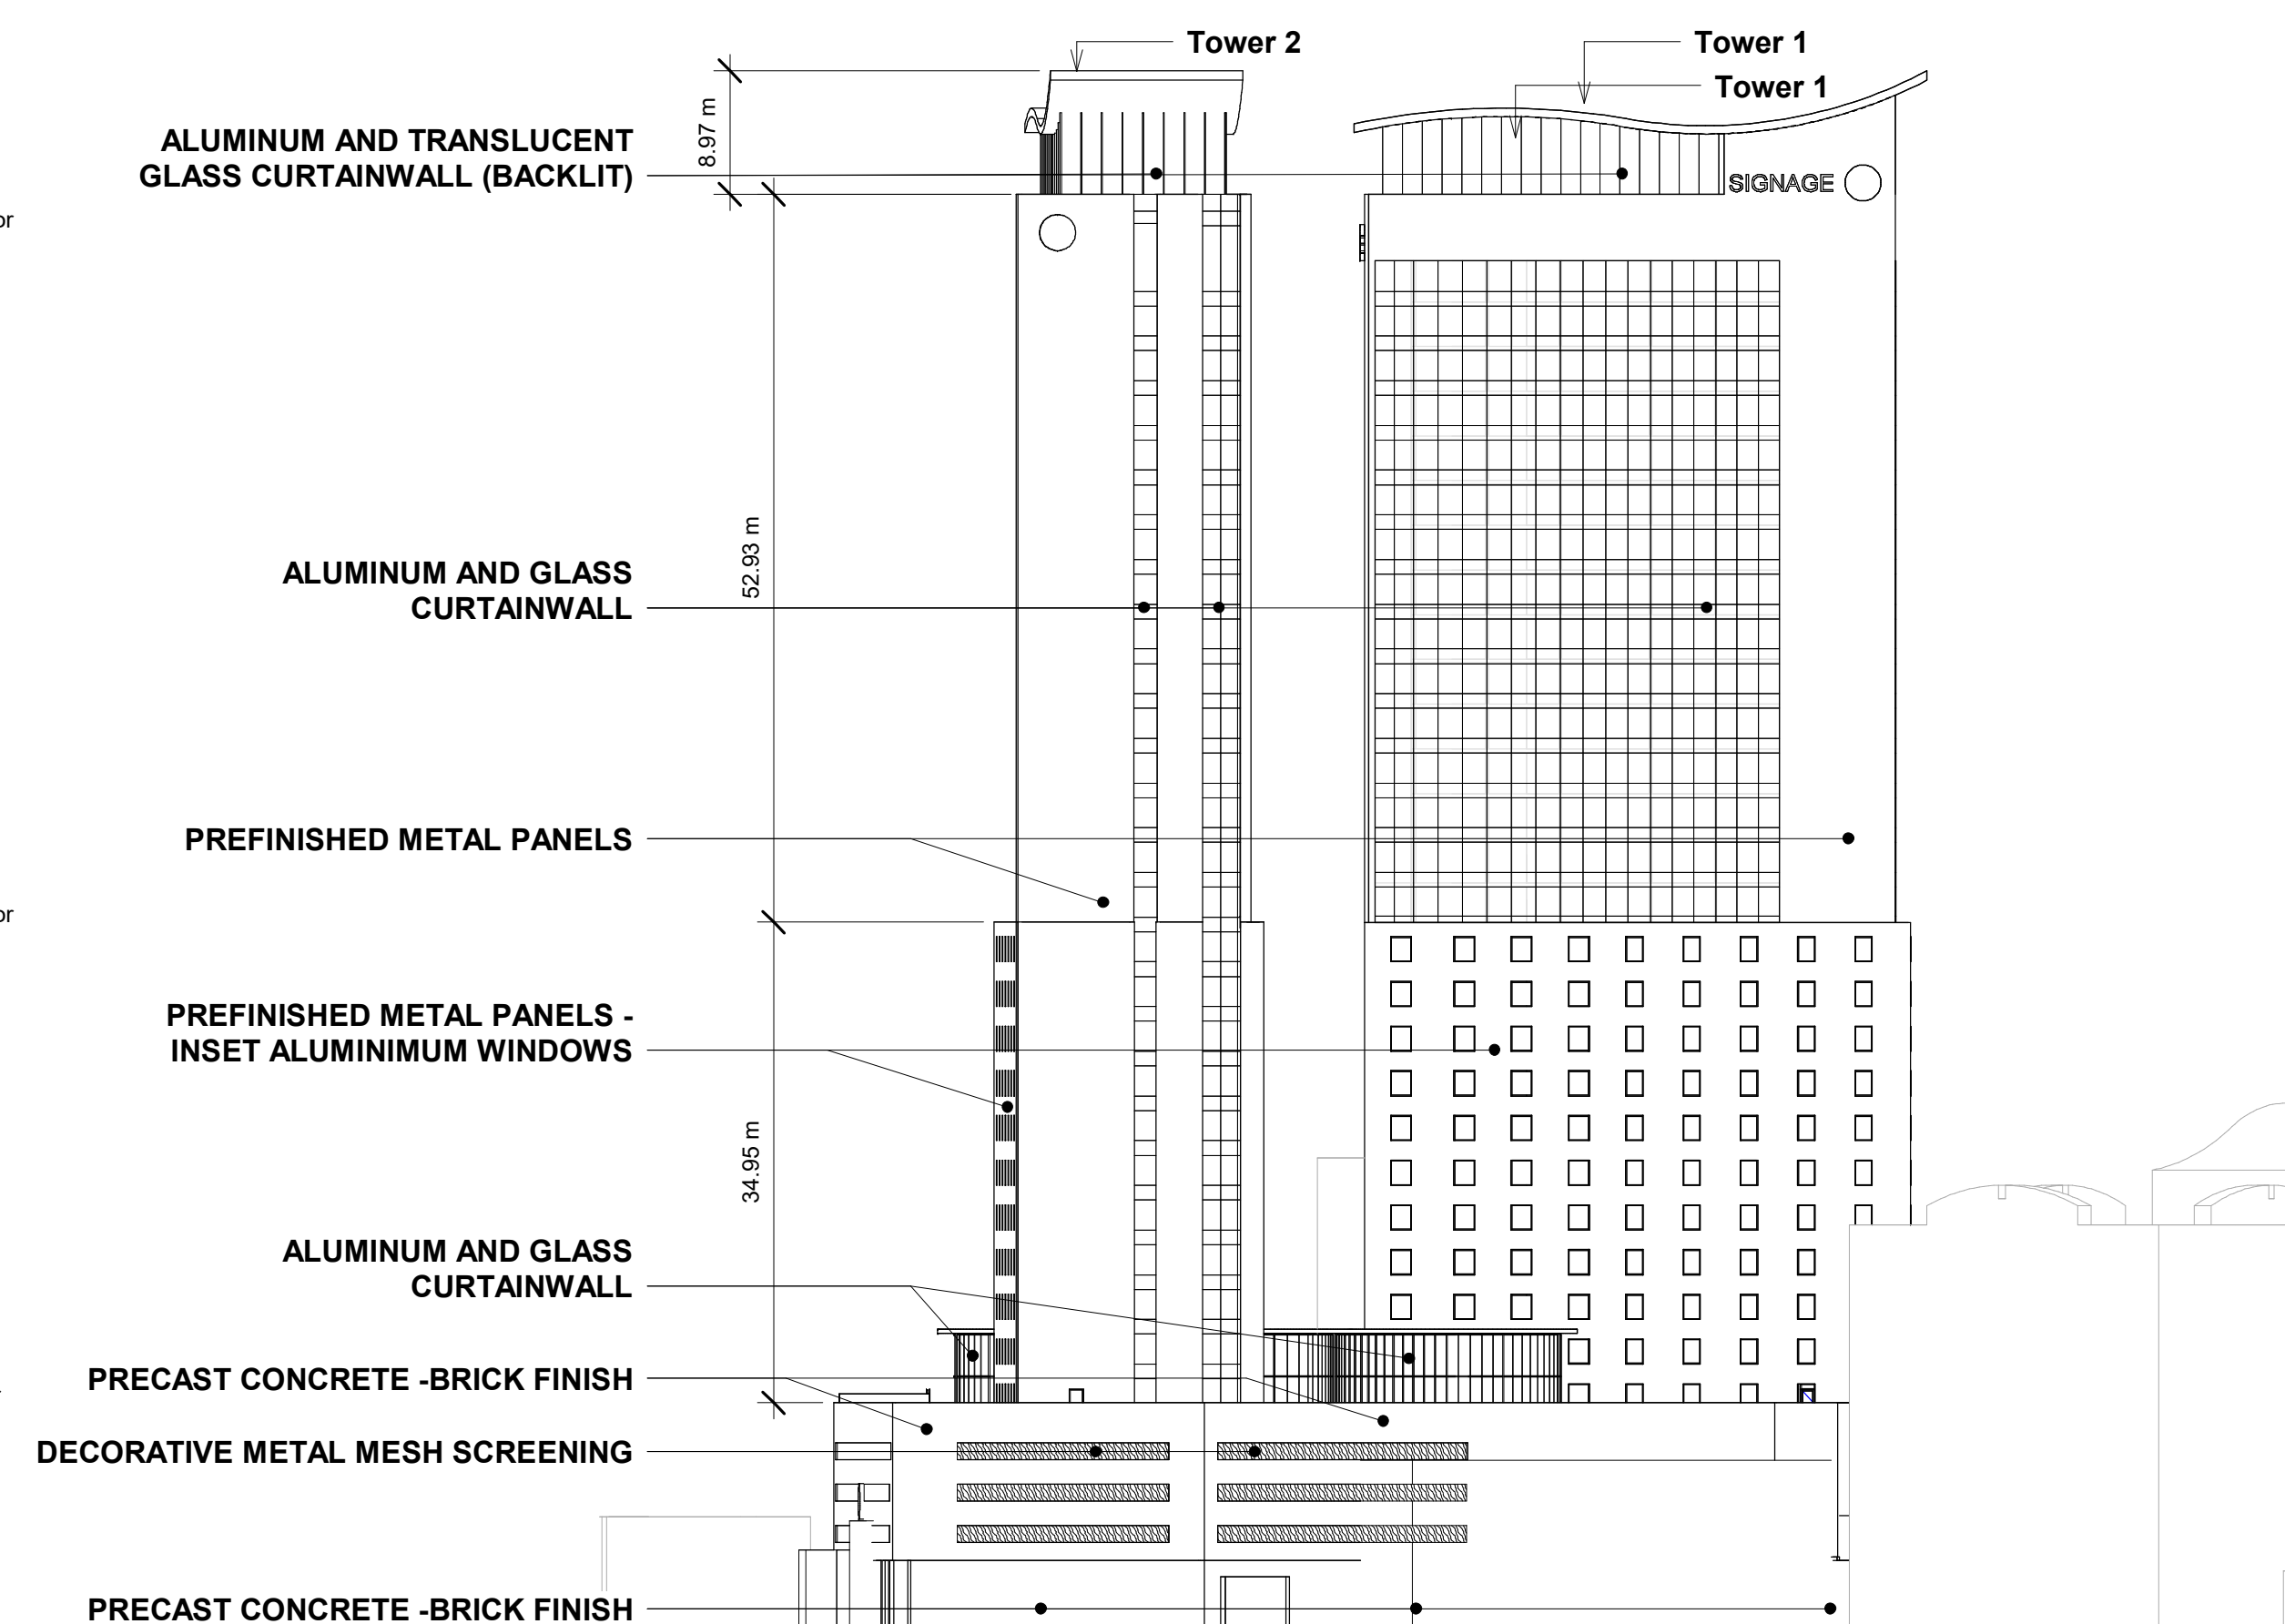 Tower 2
Tower 1
Tower 1
8.97 m
ALUMINUM AND TRANSLUCENT
GLASS CURTAINWALL (BACKLIT)
SIGNAGE
or
52.93 m
ALUMINUM AND GLASS
CURTAINWALL
PREFINISHED METAL PANELS
or
PREFINISHED METAL PANELS -
INSET ALUMINIMUM WINDOWS
34.95 m
ALUMINUM AND GLASS
CURTAINWALL
PRECAST CONCRETE -BRICK FINISH
DECORATIVE METAL MESH SCREENING
PRECAST CONCRETE -BRICK FINISH